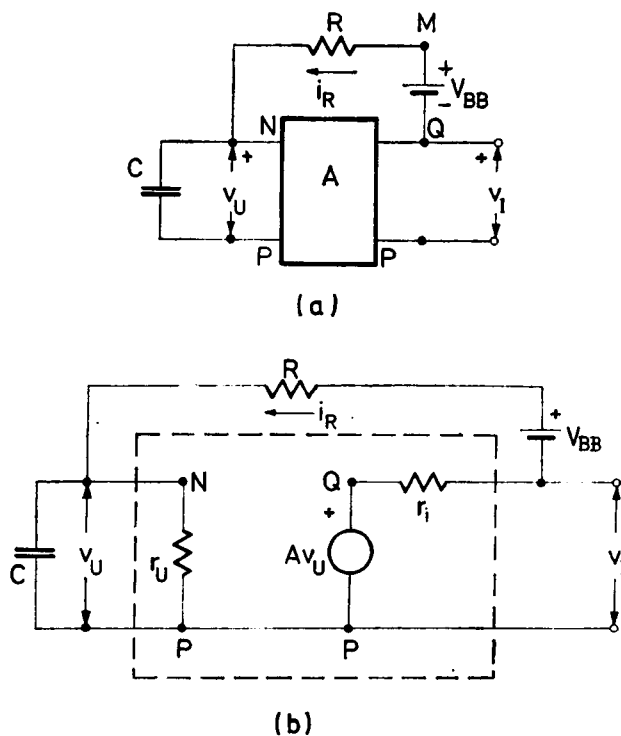 R M
i_R + V_BB
- 
N Q
C + v_U A + v_I
P P
(a)
R
i_R + V_BB
N Q r_i
+
C v_U r_U Av_U v
P P
(b)